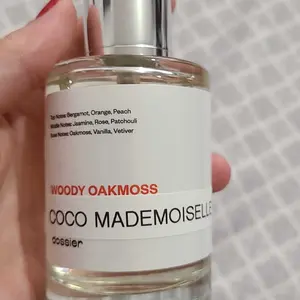 Top Notes: Bergamot, Orange, Peach
Middle Notes: Jasmine, Rose, Patchouli
Base Notes: Oakmoss, Vanilla, Vetiver
WOODY OAKMOSS
COCO MADEMOISELLE
dossier